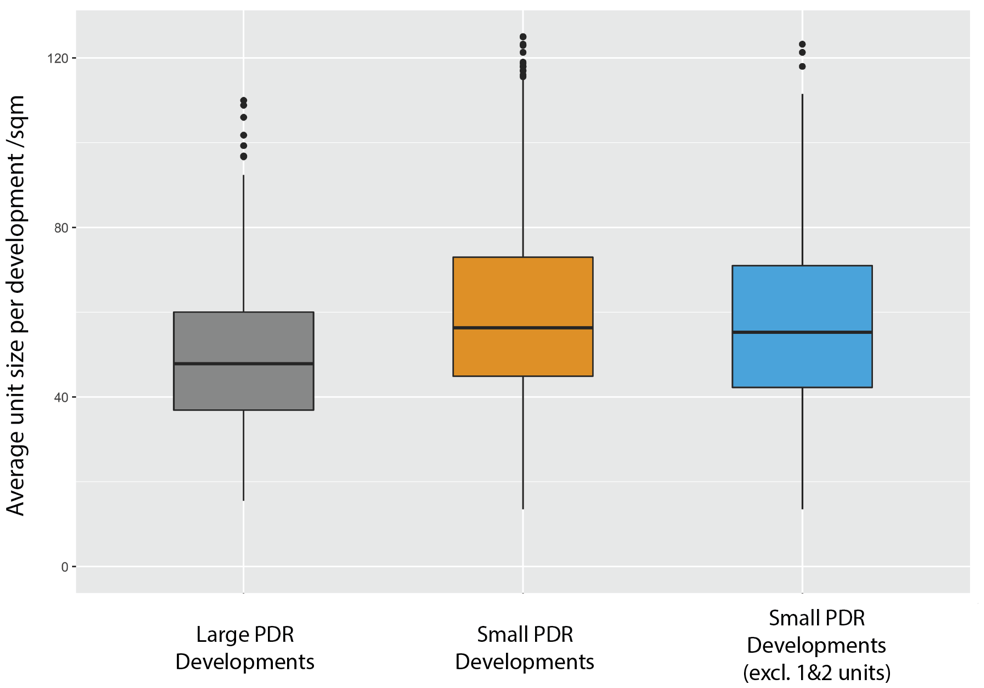 Average unit size per development /sqm
120
80
40
0
Large PDR
Developments
Small PDR
Developments
Small PDR
Developments
(excl. 1&2 units)